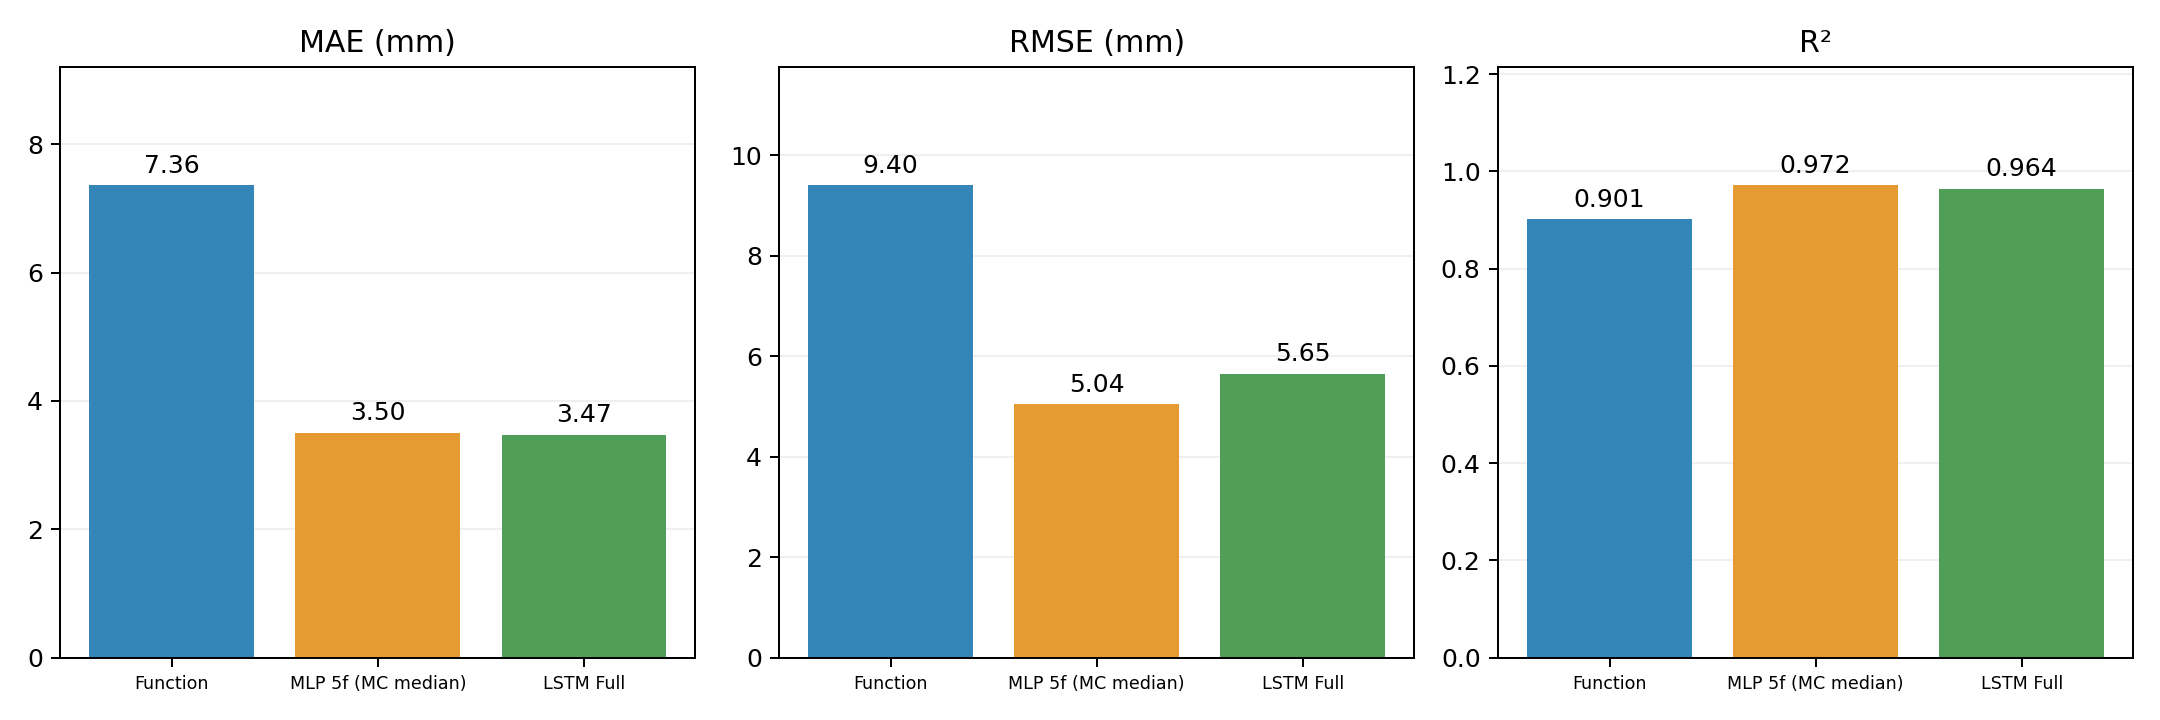 MAE (mm)
8
6
4
2
0
7.36
3.50
3.47
Function
MLP 5f (MC median)
LSTM Full
RMSE (mm)
10
8
6
4
2
0
9.40
5.04
5.65
Function
MLP 5f (MC median)
LSTM Full
R²
1.2
1.0
0.8
0.6
0.4
0.2
0.0
0.901
0.972
0.964
Function
MLP 5f (MC median)
LSTM Full